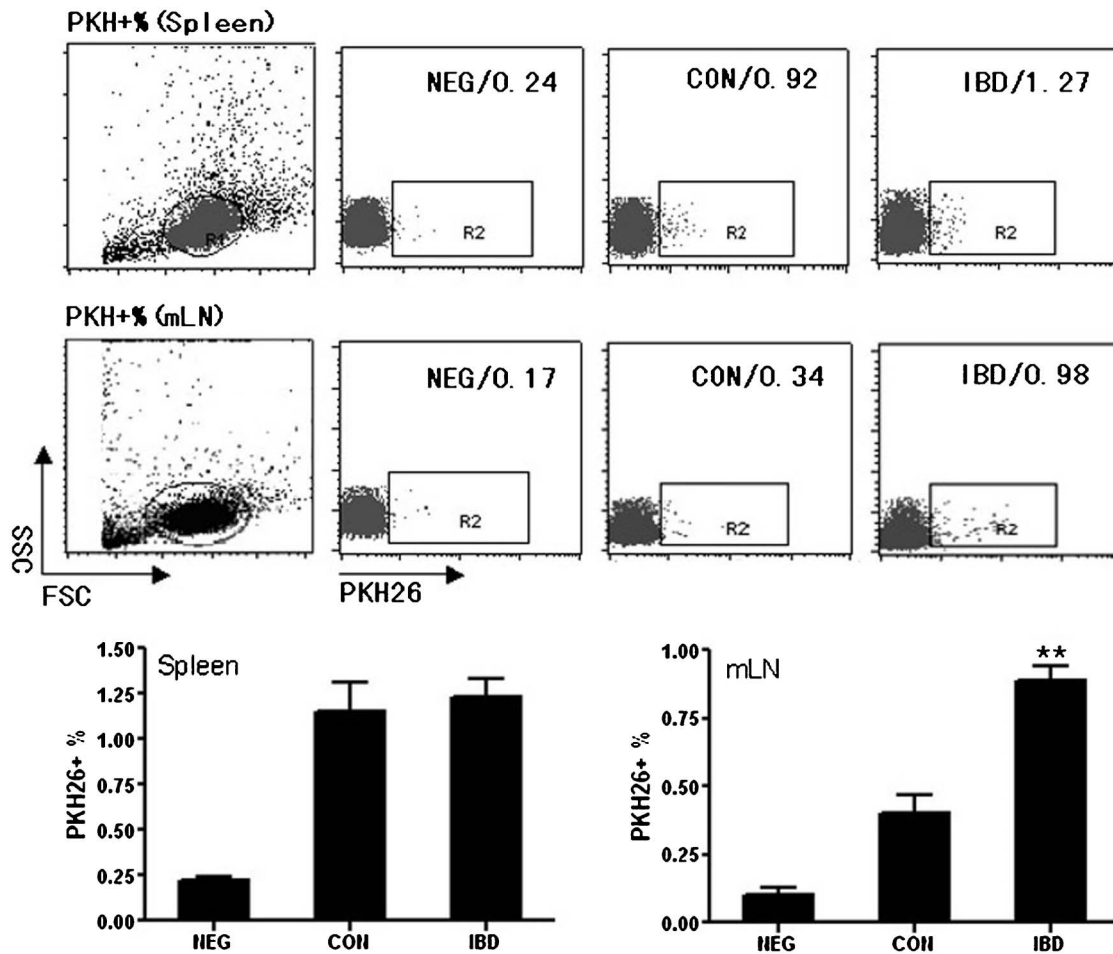 PKH+%(Spleen)
NEG/0.24
CON/0.92
IBD/1.27
R1
R2
R2
R2
PKH+%(mLN)
NEG/0.17
CON/0.34
IBD/0.98
R2
R2
R2
SSC
FSC
PKH26
Spleen
PKH26+ %
1.50
1.25
1.00
0.75
0.50
0.25
0.00
NEG CON IBD
mLN
**
PKH26+ %
1.00
0.75
0.50
0.25
0.00
NEG CON IBD